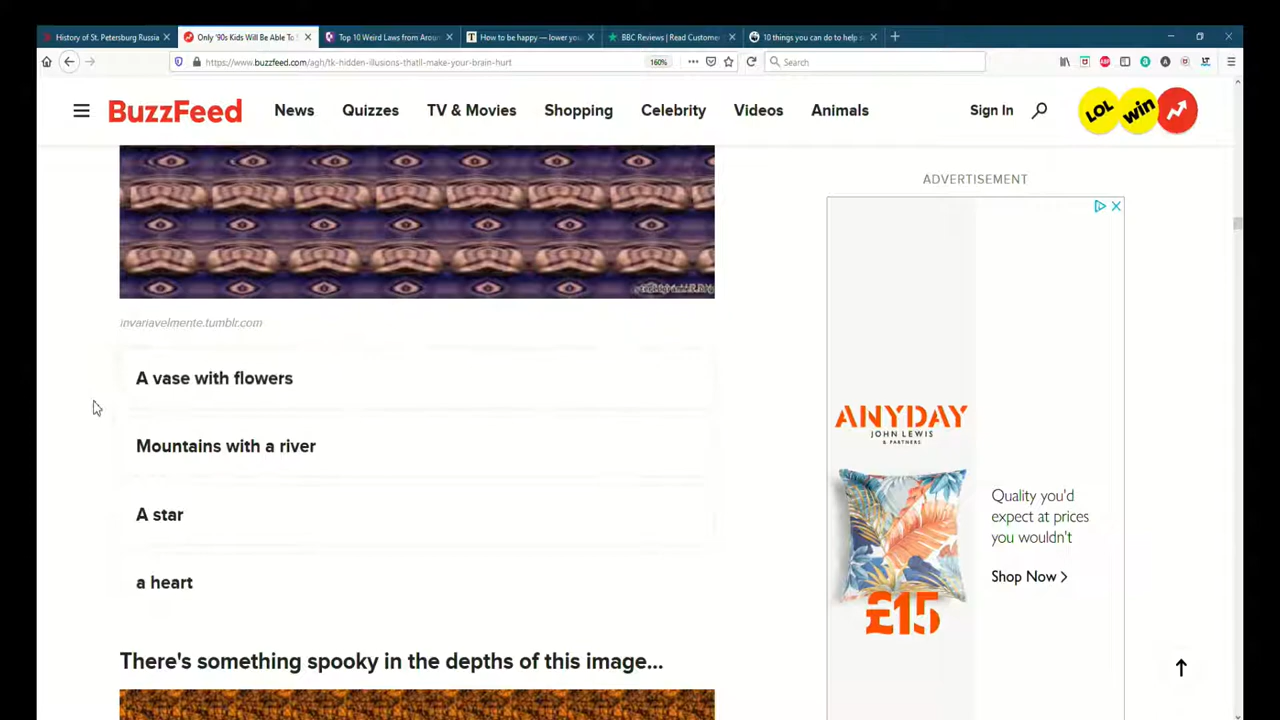 History of St. Petersburg Russia
Only '90s Kids Will Be Able To
Top 10 Weird Laws from Arou
How to be happy — lower you
BBC Reviews | Read Customer
10 things you can do to help
https://www.buzzfeed.com/agh/tk-hidden-illusions-thatll-make-your-brain-hurt
160%
Search
BuzzFeed
News
Quizzes
TV & Movies
Shopping
Celebrity
Videos
Animals
Sign In
LOL
win
ADVERTISEMENT
invariavelmente.tumblr.com
A vase with flowers
Mountains with a river
A star
a heart
There's something spooky in the depths of this image...
ANYDAY
JOHN LEWIS
& PARTNERS
Quality you'd
expect at prices
you wouldn't
Shop Now >
£15